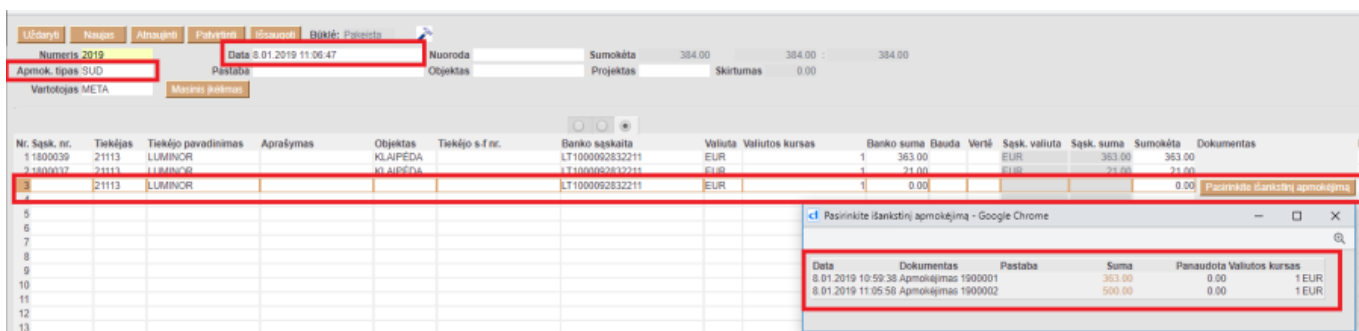 Uždaryti Naujas Atnaujinti Patvirtinti Išsaugoti Būklė: Pakeista
Numeris 2019 Data 8.01.2019 11:06:47 Nuoroda Sumokėta 384.00 384.00 : 384.00
Apmok. tipas SUD Pastaba Objektas Projektas Skirtumas 0.00
Vartotojas META Masinis įkėlimas
Nr. Sąsk. nr. Tiekėjas Tiekėjo pavadinimas Aprašymas Objektas Tiekėjo s-f nr. Banko sąskaita Valiuta Valiutos kursas Banko suma Bauda Vertė Sąsk. valiuta Sąsk. suma Sumokėta Dokumentas
1 1800039 21113 LUMINOR KLAIPĖDA LT1000092832211 EUR 1 363.00 EUR 363.00 363.00
2 1800037 21113 LUMINOR KLAIPĖDA LT1000092832211 EUR 1 21.00 EUR 21.00 21.00
3 21113 LUMINOR LT1000092832211 EUR 1 0.00 0.00 Pasirinkite išankstinį apmokėjimą
4
5
6
7
8
9
10
11
12
13
Pasirinkite išankstinį apmokėjimą - Google Chrome
Data Dokumentas Pastaba Suma Panaudota Valiutos kursas
8.01.2019 10:59:38 Apmokėjimas 1900001 363.00 0.00 1 EUR
8.01.2019 11:05:58 Apmokėjimas 1900002 500.00 0.00 1 EUR